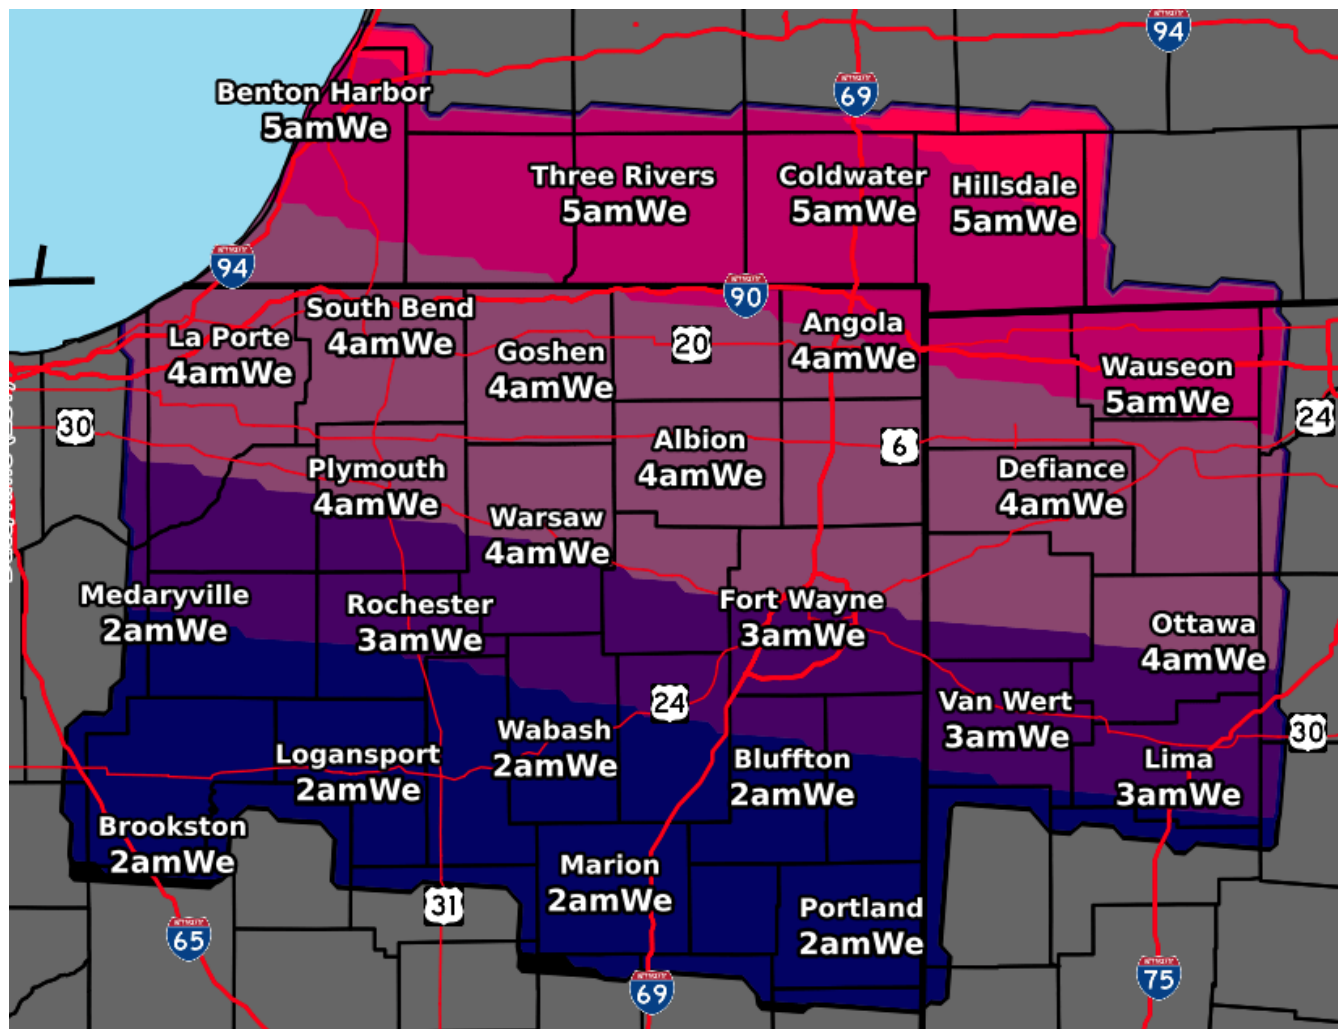 94
69
Benton Harbor
5amWe
Three Rivers
5amWe
Coldwater
5amWe
Hillsdale
5amWe
94
90
South Bend
4amWe
La Porte
4amWe
Goshen
4amWe
20
Angola
4amWe
Wauseon
5amWe
30
24
Albion
4amWe
6
Plymouth
4amWe
Defiance
4amWe
Warsaw
4amWe
Medaryville
2amWe
Rochester
3amWe
Fort Wayne
3amWe
Ottawa
4amWe
24
Van Wert
3amWe
30
Wabash
2amWe
Logansport
2amWe
Bluffton
2amWe
Lima
3amWe
Brookston
2amWe
Marion
2amWe
31
Portland
2amWe
65
69
75